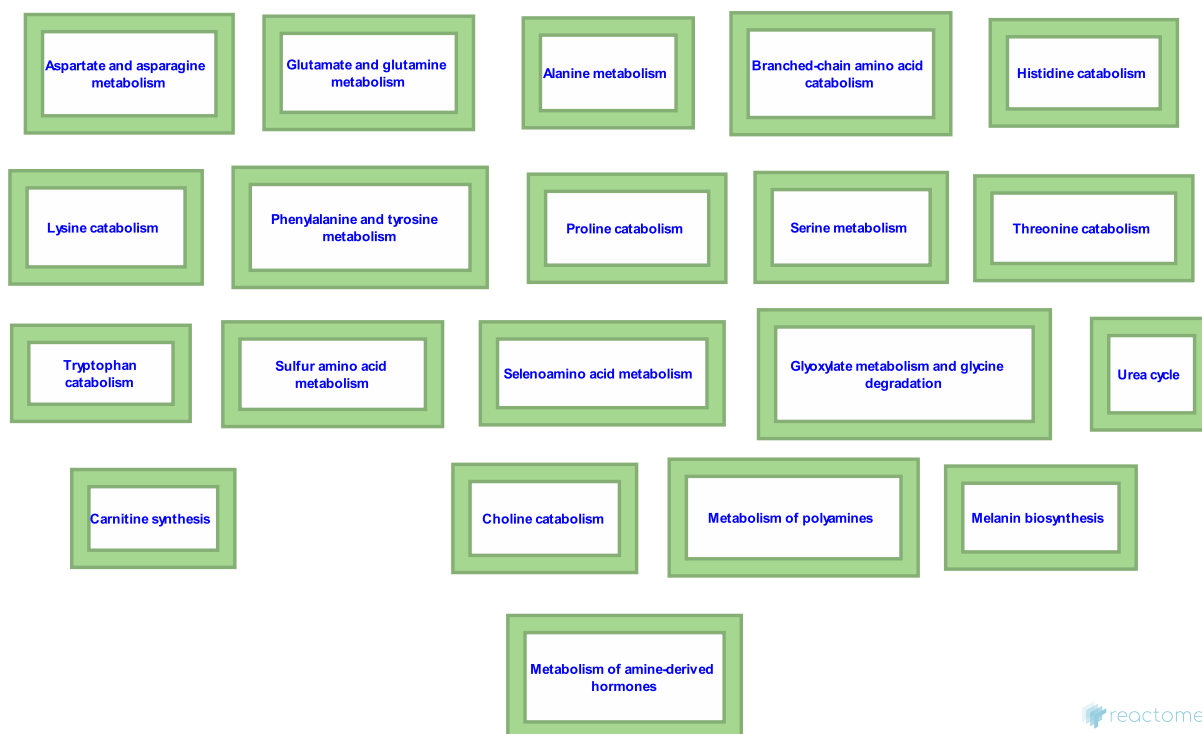 Aspartate and asparagine
metabolism
Glutamate and glutamine
metabolism
Alanine metabolism
Branched-chain amino acid
catabolism
Histidine catabolism
Lysine catabolism
Phenylalanine and tyrosine
metabolism
Proline catabolism
Serine metabolism
Threonine catabolism
Tryptophan
catabolism
Sulfur amino acid
metabolism
Selenoamino acid metabolism
Glyoxylate metabolism and glycine
degradation
Urea cycle
Carnitine synthesis
Choline catabolism
Metabolism of polyamines
Melanin biosynthesis
Metabolism of amine-derived
hormones
reactome